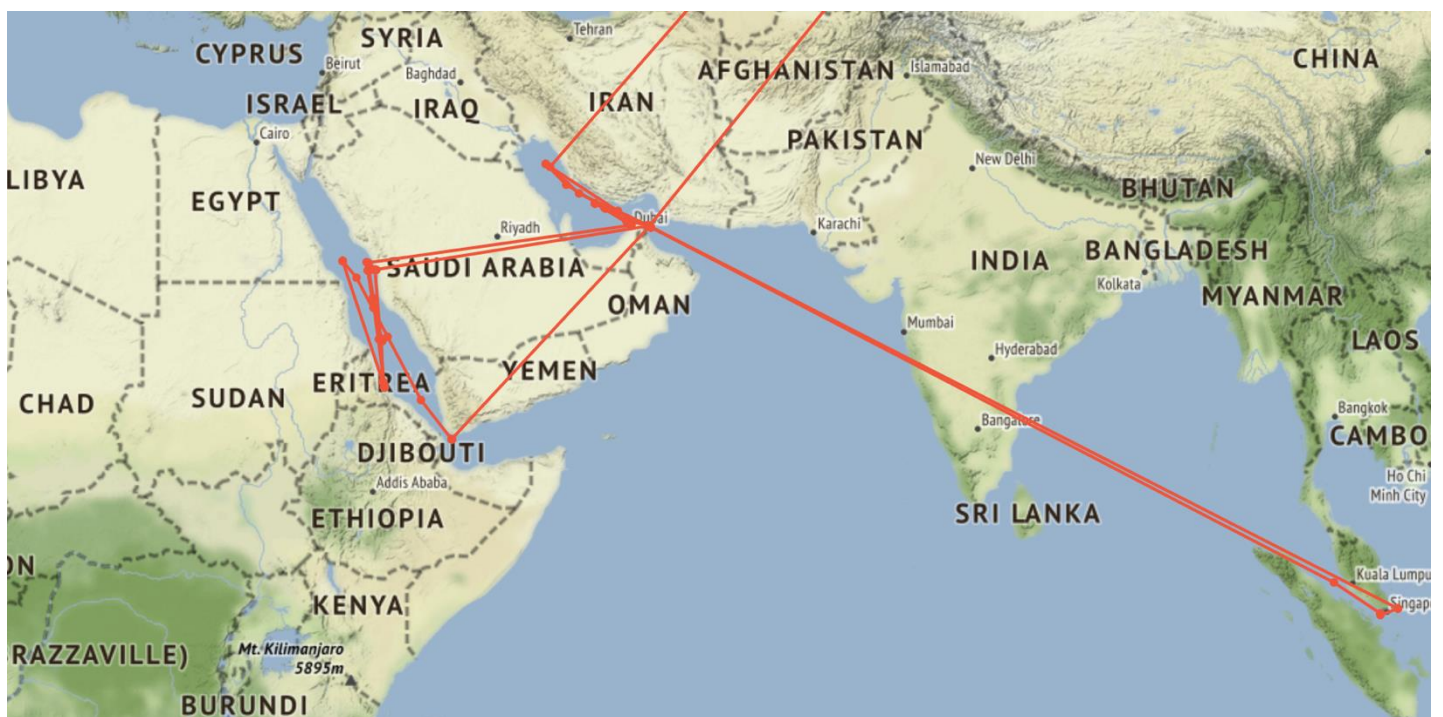 Tehran
SYRIA
CYPRUS
Beirut
Baghdad
ISRAEL
IRAQ
IRAN
AFGHANISTAN
Islamabad
CHINA
Cairo
PAKISTAN
LIBYA
EGYPT
New Delhi
BHUTAN
Riyadh
Dubai
Karachi
SAUDI ARABIA
INDIA
BANGLADESH
Kolkata
OMAN
MYANMAR
Mumbai
LAOS
Hyderabad
YEMEN
ERITREA
CHAD
SUDAN
Bangalore
Bangkok
DJIBOUTI
CAMBO
Addis Ababa
Ho Chi
Minh City
ETHIOPIA
SRI LANKA
ON
KENYA
Kuala Lumpu
Singap
RAZZAVILLE)
Mt. Kilimanjaro
5895m
BURUNDI